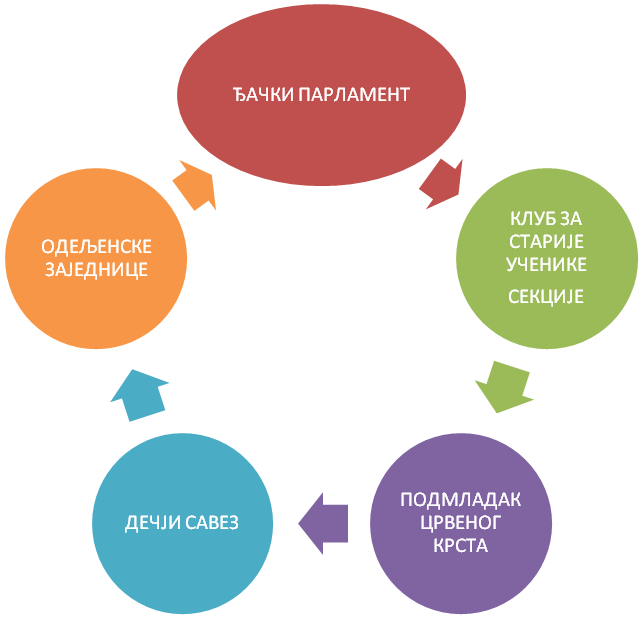 ЂАЧКИ ПАРЛАМЕНТ
КЛУБ ЗА
СТАРИЈЕ
УЧЕНИКЕ
СЕКЦИЈЕ
ПОДМЛАДАК
ЦРВЕНОГ
КРСТА
ДЕЧЈИ САВЕЗ
ОДЕЉЕНСКЕ
ЗАЈЕДНИЦЕ